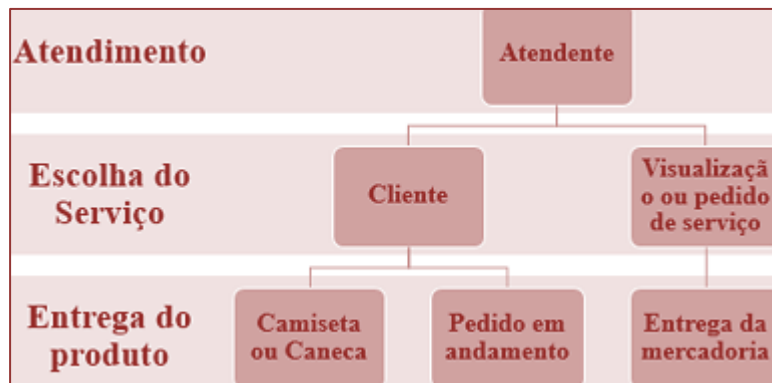 Atendimento
Atendente
Escolha do
Serviço
Cliente
Visualizaçã
o ou pedido
de serviço
Entrega do
produto
Camiseta
ou Caneca
Pedido em
andamento
Entrega da
mercadoria